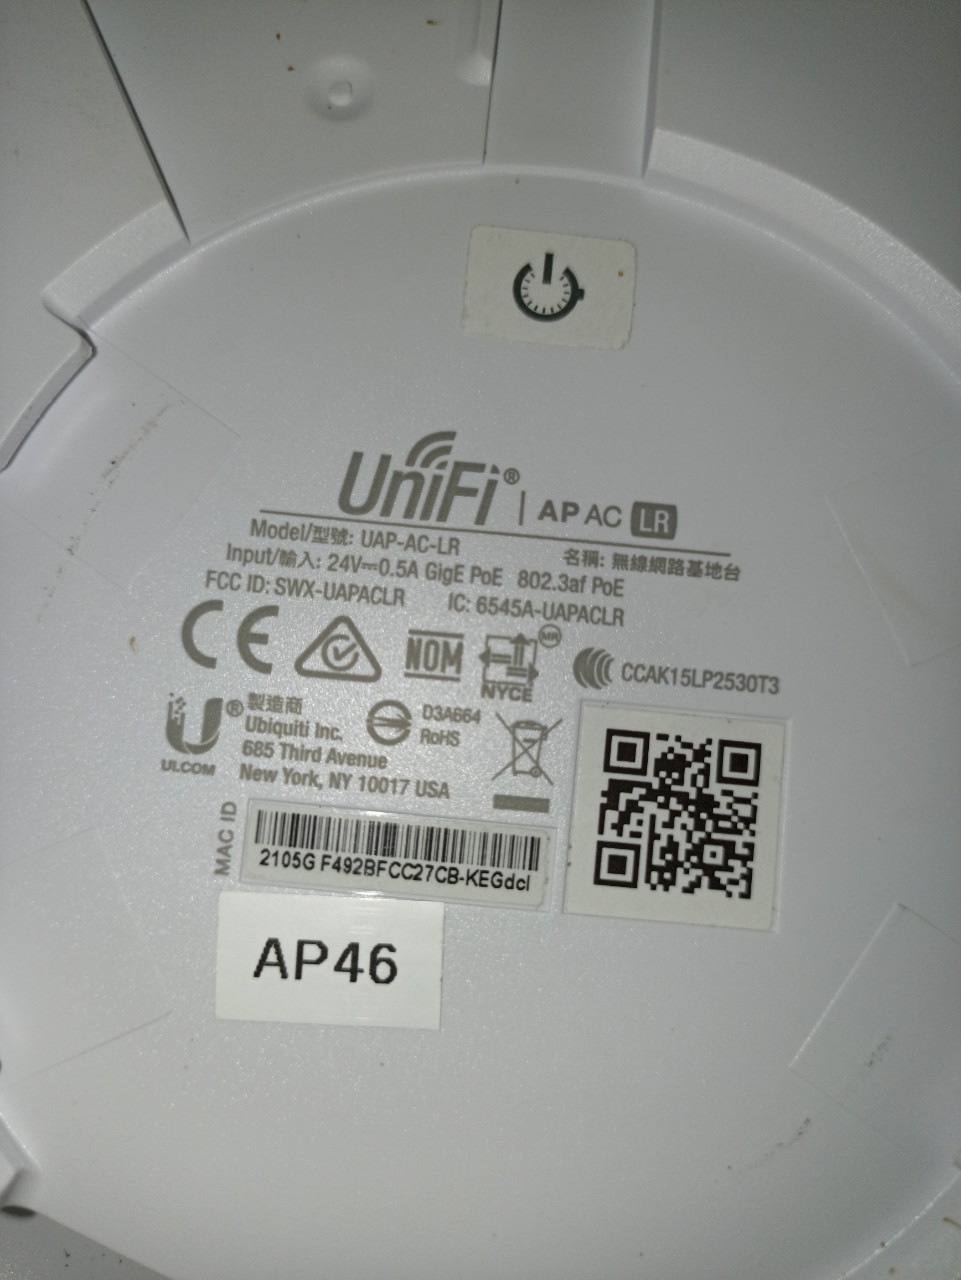 UniFi® | AP AC LR
Model/型號: UAP-AC-LR 名稱: 無線網路基地台
Input/輸入: 24V⎓0.5A GigE PoE 802.3af PoE
FCC ID: SWX-UAPACLR IC: 6545A-UAPACLR
CE NOM NYCE MR CCAK15LP2530T3
U® ULCOM
製造商
Ubiquiti Inc.
685 Third Avenue
New York, NY 10017 USA
D3A664
RoHS
MAC ID
2105G F492BFCC27CB-KEGdcI
AP46